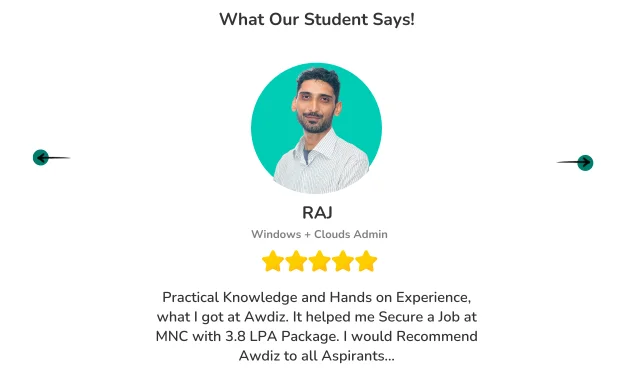 What Our Student Says!
RAJ
Windows + Clouds Admin
Practical Knowledge and Hands on Experience,
what I got at Awdiz. It helped me Secure a Job at
MNC with 3.8 LPA Package. I would Recommend
Awdiz to all Aspirants...